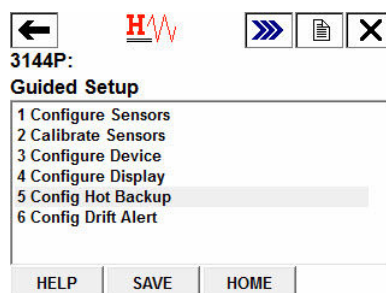 H
3144P:
Guided Setup
1 Configure Sensors
2 Calibrate Sensors
3 Configure Device
4 Configure Display
5 Config Hot Backup
6 Config Drift Alert
HELP SAVE HOME